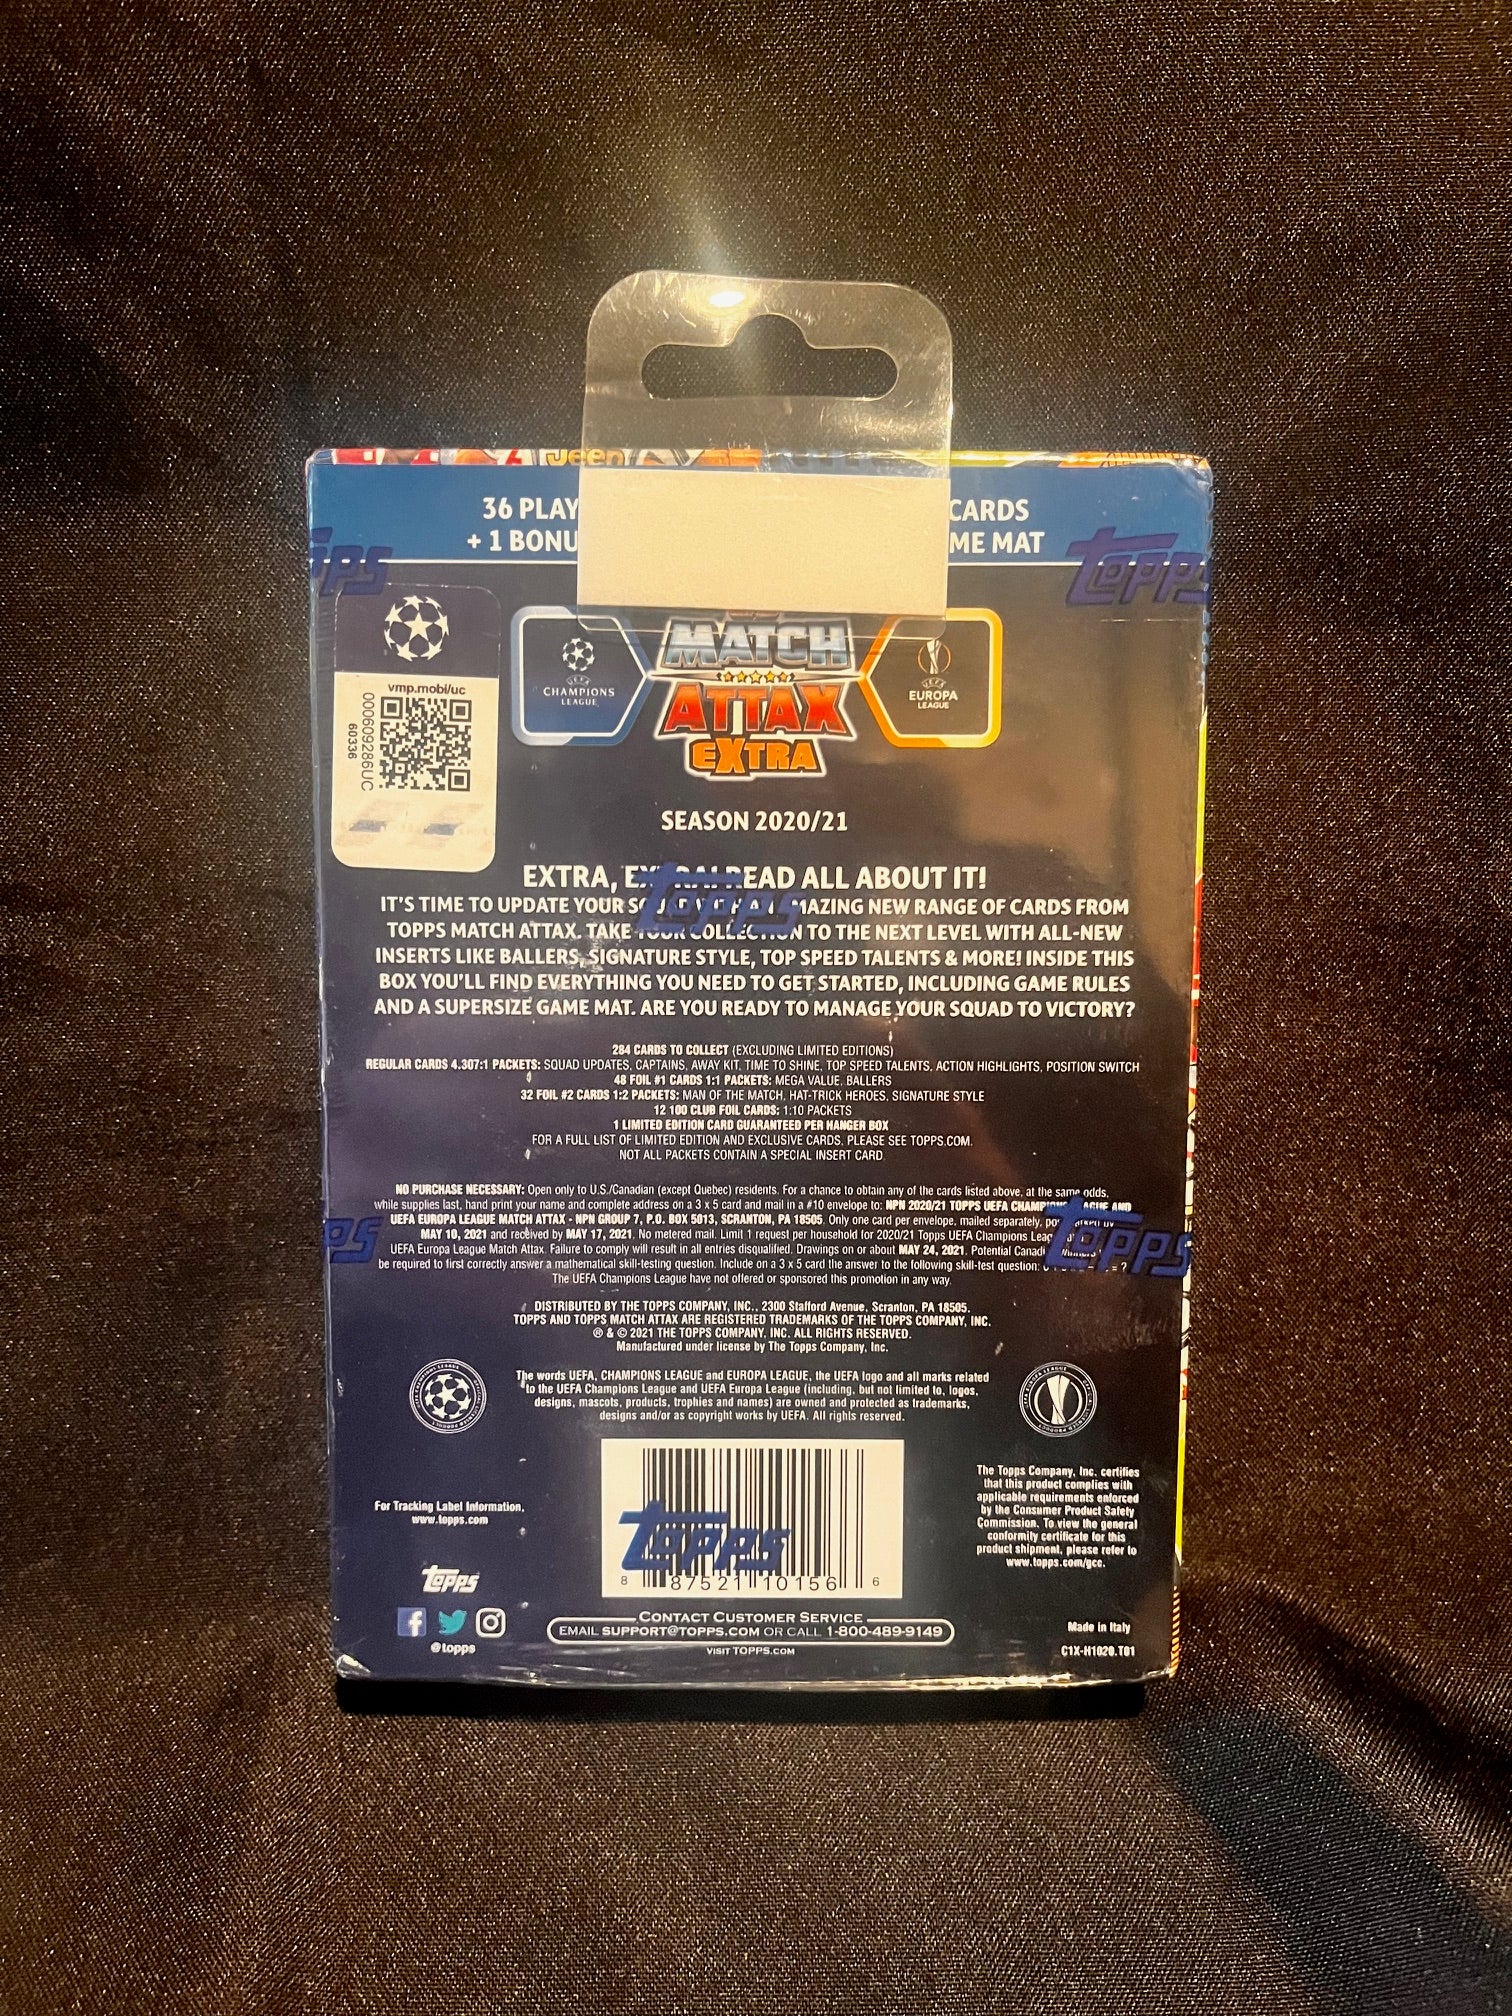 Jeep
36 PLAY CARDS
+ 1 BONU ME MAT
TOPPS
vmp.mobi/uc
000609286UC
60336
UEFA
CHAMPIONS
LEAGUE
MATCH
ATTAX
EXTRA
UEFA
EUROPA
LEAGUE
SEASON 2020/21
EXTRA, READ ALL ABOUT IT!
IT'S TIME TO UPDATE YOUR AMAZING NEW RANGE OF CARDS FROM
TOPPS MATCH ATTAX. TAKE YOUR COLLECTION TO THE NEXT LEVEL WITH ALL-NEW
INSERTS LIKE BALLERS, SIGNATURE STYLE, TOP SPEED TALENTS & MORE! INSIDE THIS
BOX YOU'LL FIND EVERYTHING YOU NEED TO GET STARTED, INCLUDING GAME RULES
AND A SUPERSIZE GAME MAT. ARE YOU READY TO MANAGE YOUR SQUAD TO VICTORY?
TOPPS
284 CARDS TO COLLECT (EXCLUDING LIMITED EDITIONS)
REGULAR CARDS 4.307:1 PACKETS: SQUAD UPDATES, CAPTAINS, AWAY KIT, TIME TO SHINE, TOP SPEED TALENTS, ACTION HIGHLIGHTS, POSITION SWITCH
48 FOIL #1 CARDS 1:1 PACKETS: MEGA VALUE, BALLERS
32 FOIL #2 CARDS 1:2 PACKETS: MAN OF THE MATCH, HAT-TRICK HEROES, SIGNATURE STYLE
12 100 CLUB FOIL CARDS: 1:10 PACKETS
1 LIMITED EDITION CARD GUARANTEED PER HANGER BOX
FOR A FULL LIST OF LIMITED EDITION AND EXCLUSIVE CARDS, PLEASE SEE TOPPS.COM.
NOT ALL PACKETS CONTAIN A SPECIAL INSERT CARD
NO PURCHASE NECESSARY: Open only to U.S./Canadian (except Quebec) residents. For a chance to obtain any of the cards listed above, at the same odds,
while supplies last, hand print your name and complete address on a 3 x 5 card and mail in a #10 envelope to: NPN 2020/21 TOPPS UEFA CHAMPIONS LEAGUE AND
UEFA EUROPA LEAGUE MATCH ATTAX - NPN GROUP 7, P.O. BOX 5013, SCRANTON, PA 18505. Only one card per envelope, mailed separately, postmarked by
MAY 10, 2021 and received by MAY 17, 2021. No metered mail. Limit 1 request per household for 2020/21 Topps UEFA Champions League
UEFA Europa League Match Attax. Failure to comply will result in all entries disqualified. Drawings on or about MAY 24, 2021. Potential Canadian winners
be required to first correctly answer a mathematical skill-testing question. Include on a 3 x 5 card the answer to the following skill-test question: = ?
The UEFA Champions League have not offered or sponsored this promotion in any way.
TOPPS
DISTRIBUTED BY THE TOPPS COMPANY, INC., 2300 Stafford Avenue, Scranton, PA 18505.
TOPPS AND TOPPS MATCH ATTAX ARE REGISTERED TRADEMARKS OF THE TOPPS COMPANY, INC.
® & © 2021 THE TOPPS COMPANY, INC. ALL RIGHTS RESERVED.
Manufactured under license by The Topps Company, Inc.
The words UEFA, CHAMPIONS LEAGUE and EUROPA LEAGUE, the UEFA logo and all marks related
to the UEFA Champions League and UEFA Europa League (including, but not limited to, logos,
designs, mascots, products, trophies and names) are owned and protected as trademarks,
designs and/or as copyright works by UEFA. All rights reserved.
For Tracking Label Information,
www.topps.com
The Topps Company, Inc. certifies
that this product complies with
applicable requirements enforced
by the Consumer Product Safety
Commission. To view the general
conformity certificate for this
product shipment, please refer to
www.topps.com/gcc.
TOPPS
8 87521 10156 6
TOPPS
@topps
CONTACT CUSTOMER SERVICE
EMAIL SUPPORT@TOPPS.COM OR CALL 1-800-489-9149
VISIT TOPPS.COM
Made in Italy
C1X-H1020.T01